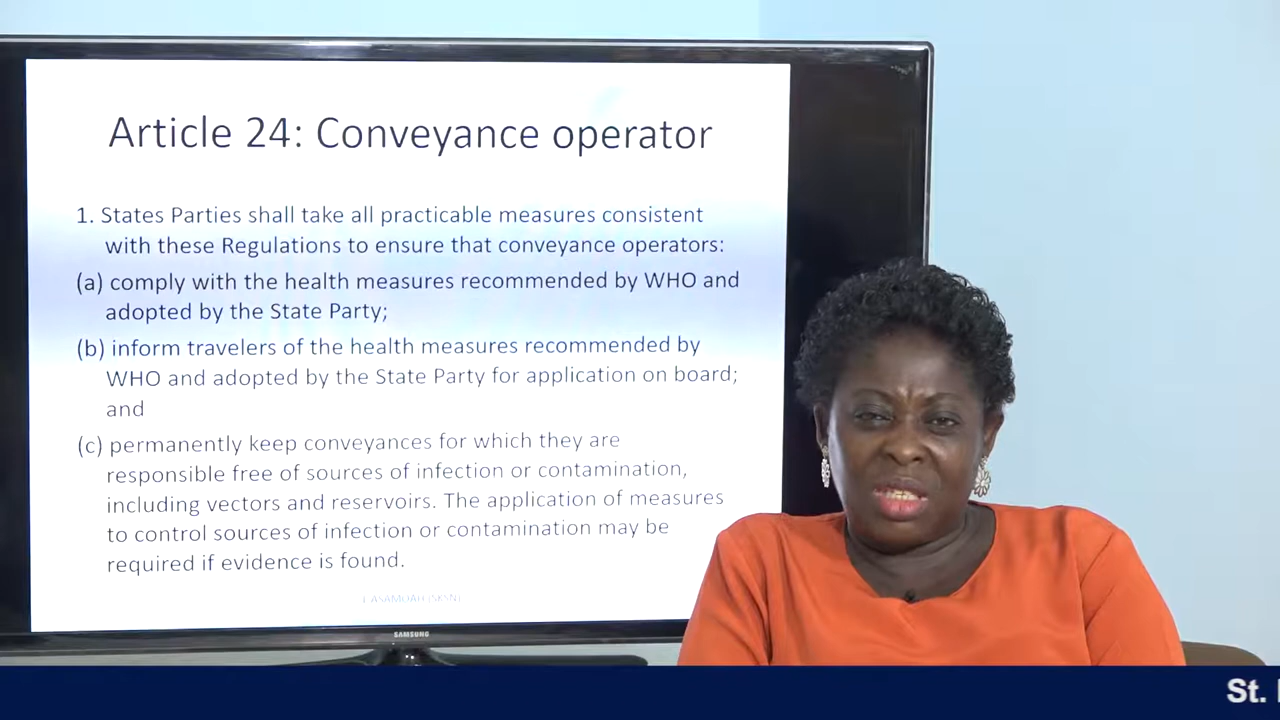 Article 24: Conveyance operator
1. States Parties shall take all practicable measures consistent
with these Regulations to ensure that conveyance operators:
(a) comply with the health measures recommended by WHO and
adopted by the State Party;
(b) inform travelers of the health measures recommended by
WHO and adopted by the State Party for application on board;
and
(c) permanently keep conveyances for which they are
responsible free of sources of infection or contamination,
including vectors and reservoirs. The application of measures
to control sources of infection or contamination may be
required if evidence is found.
ASAMOAH (SKSN)
SAMSUNG
St.